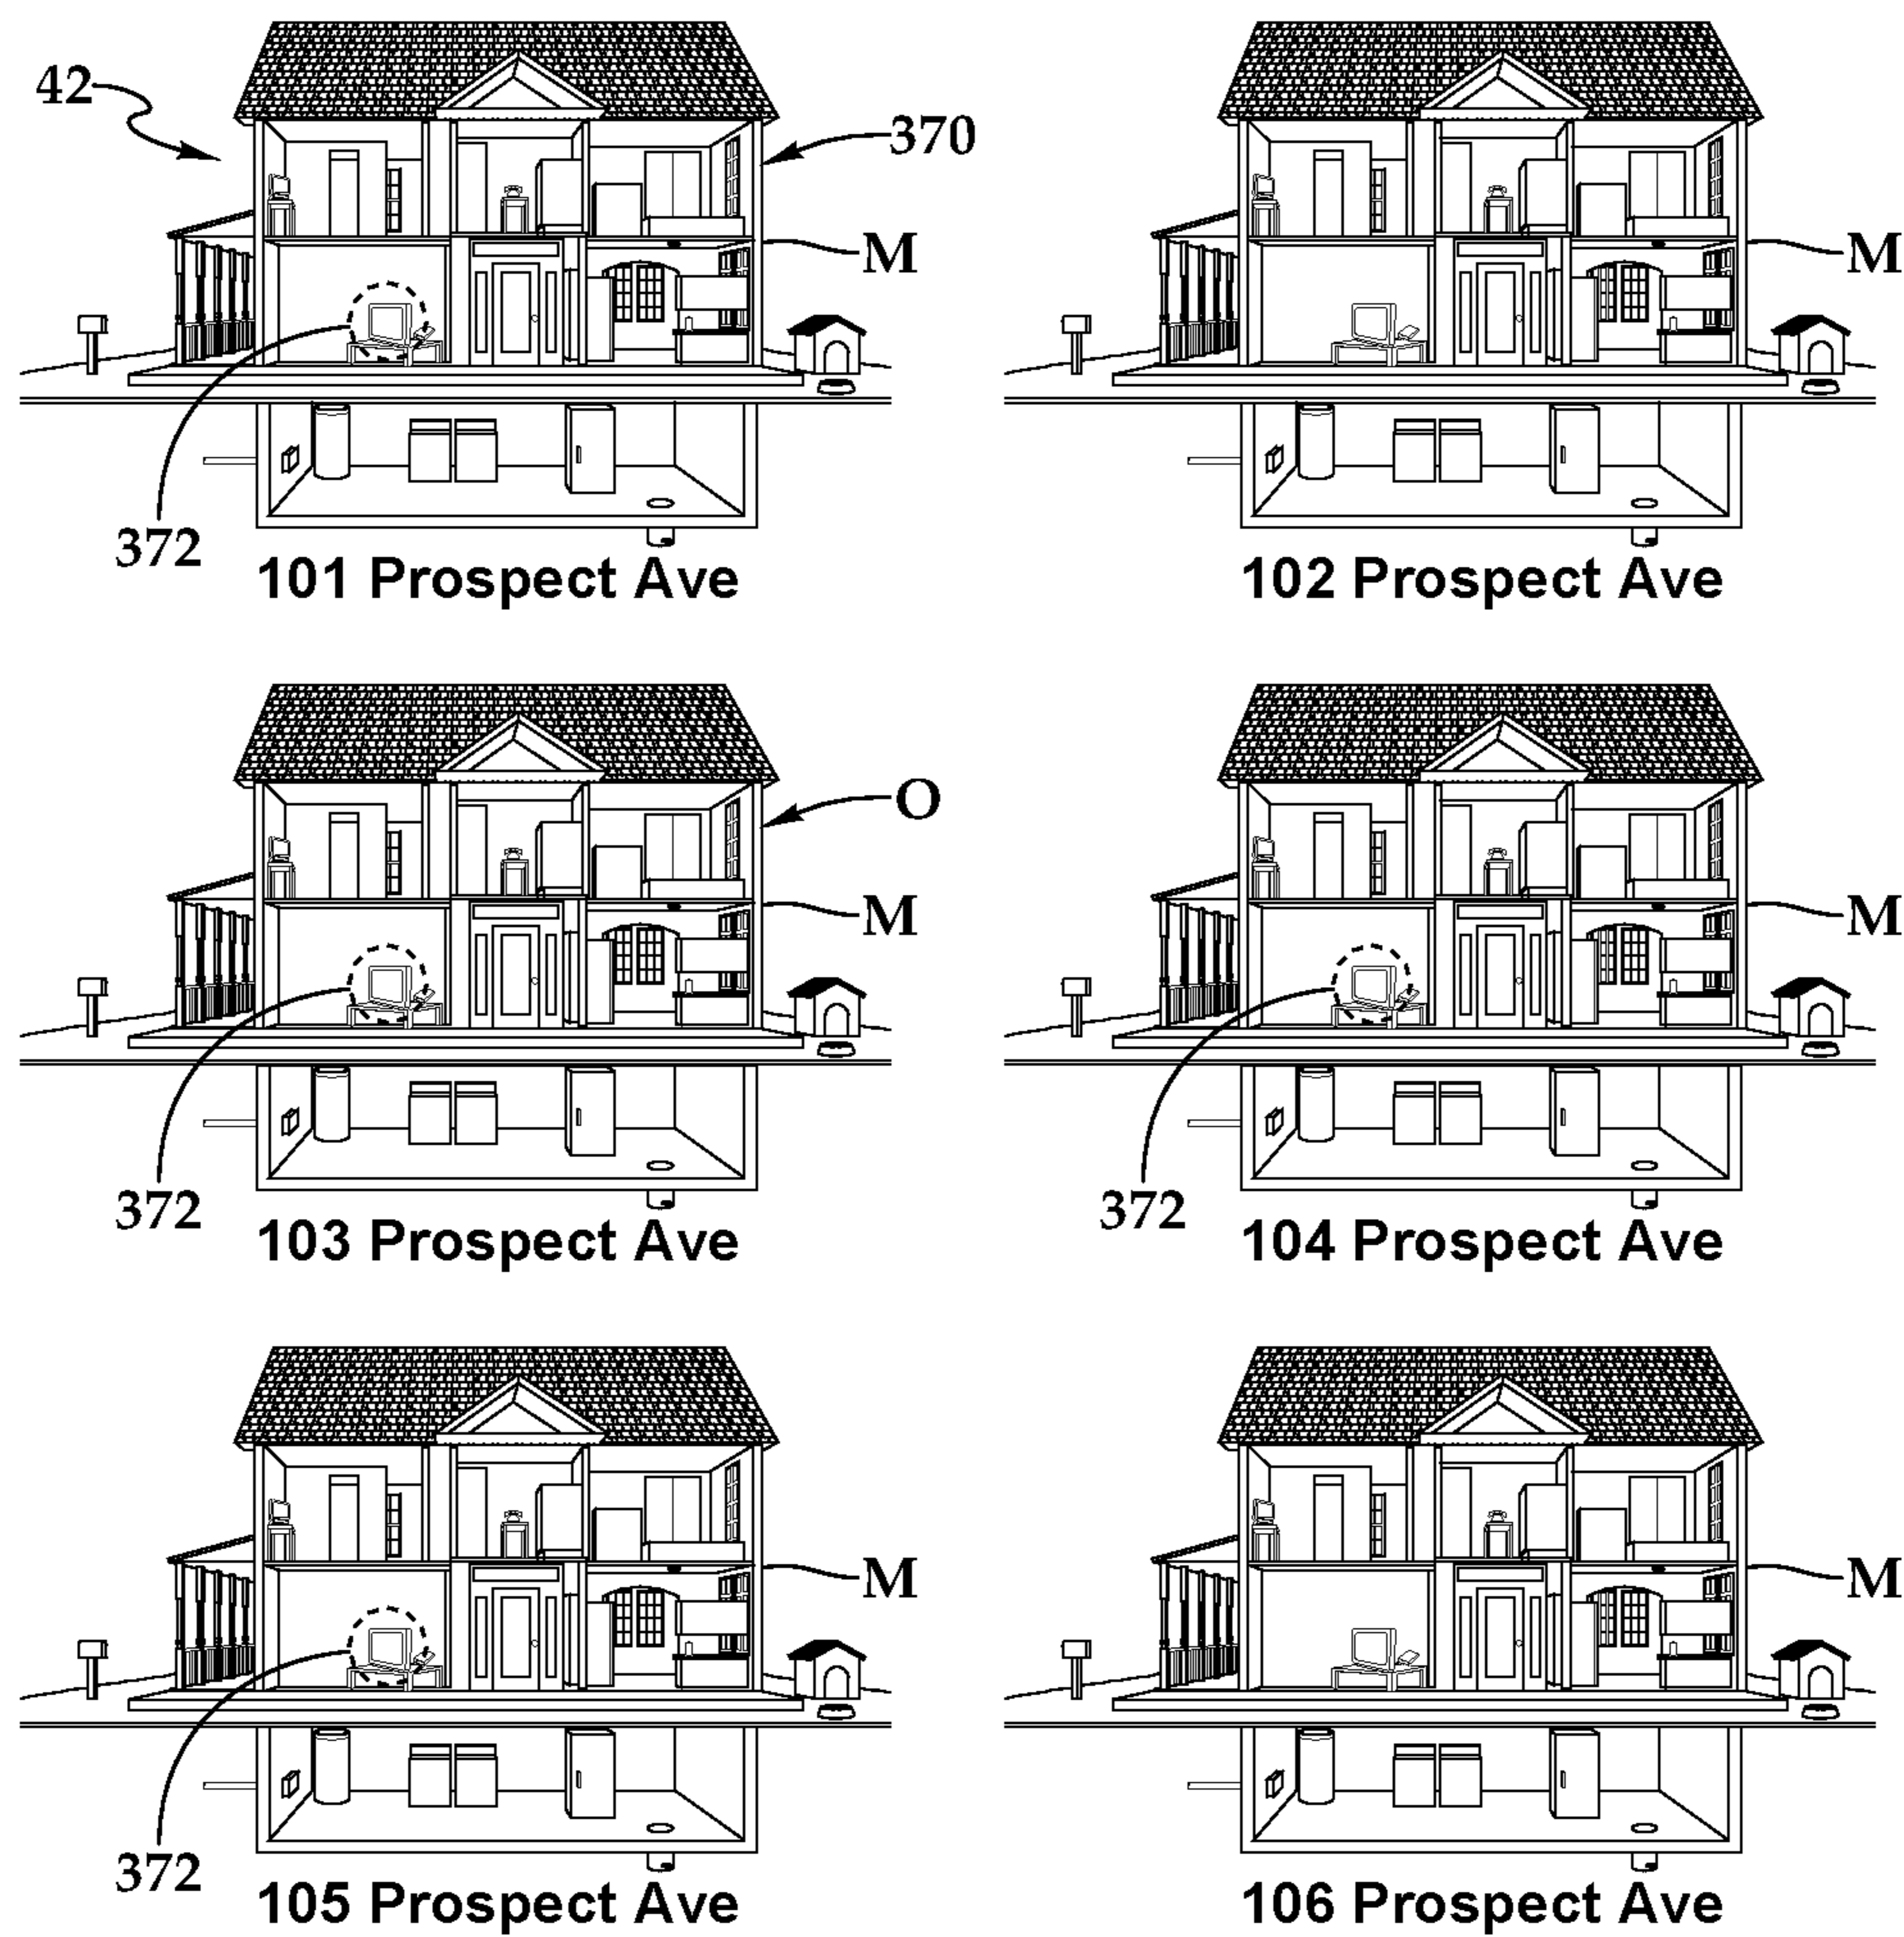 42
370
M
M
372
101 Prospect Ave
102 Prospect Ave
O
M
M
372
372
103 Prospect Ave
104 Prospect Ave
M
M
372
105 Prospect Ave
106 Prospect Ave